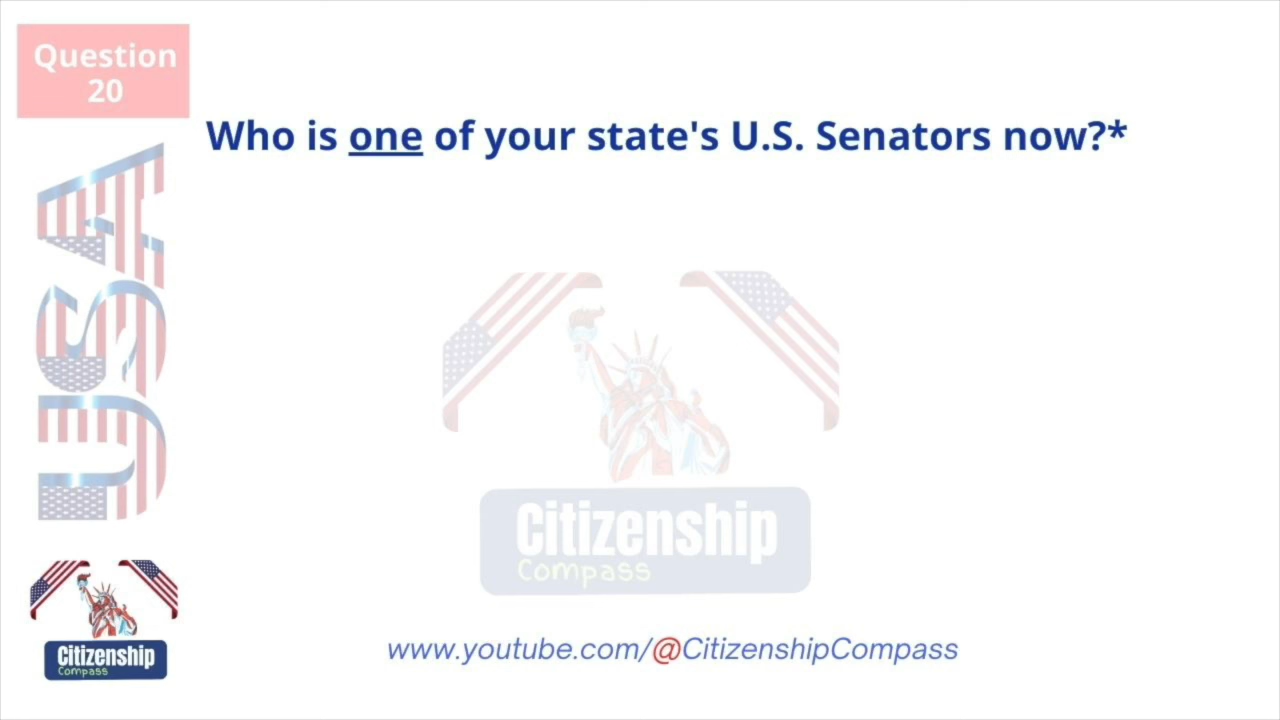 Question
20
Who is one of your state's U.S. Senators now?*
USA
Citizenship
Compass
www.youtube.com/@CitizenshipCompass
Citizenship
Compass